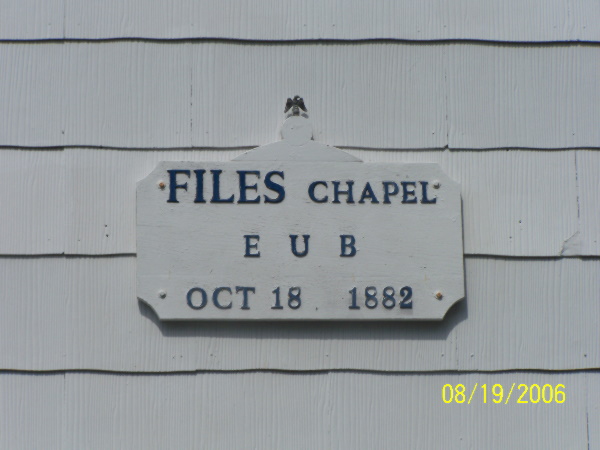 FILES CHAPEL
E U B
OCT 18 1882
08/19/2006